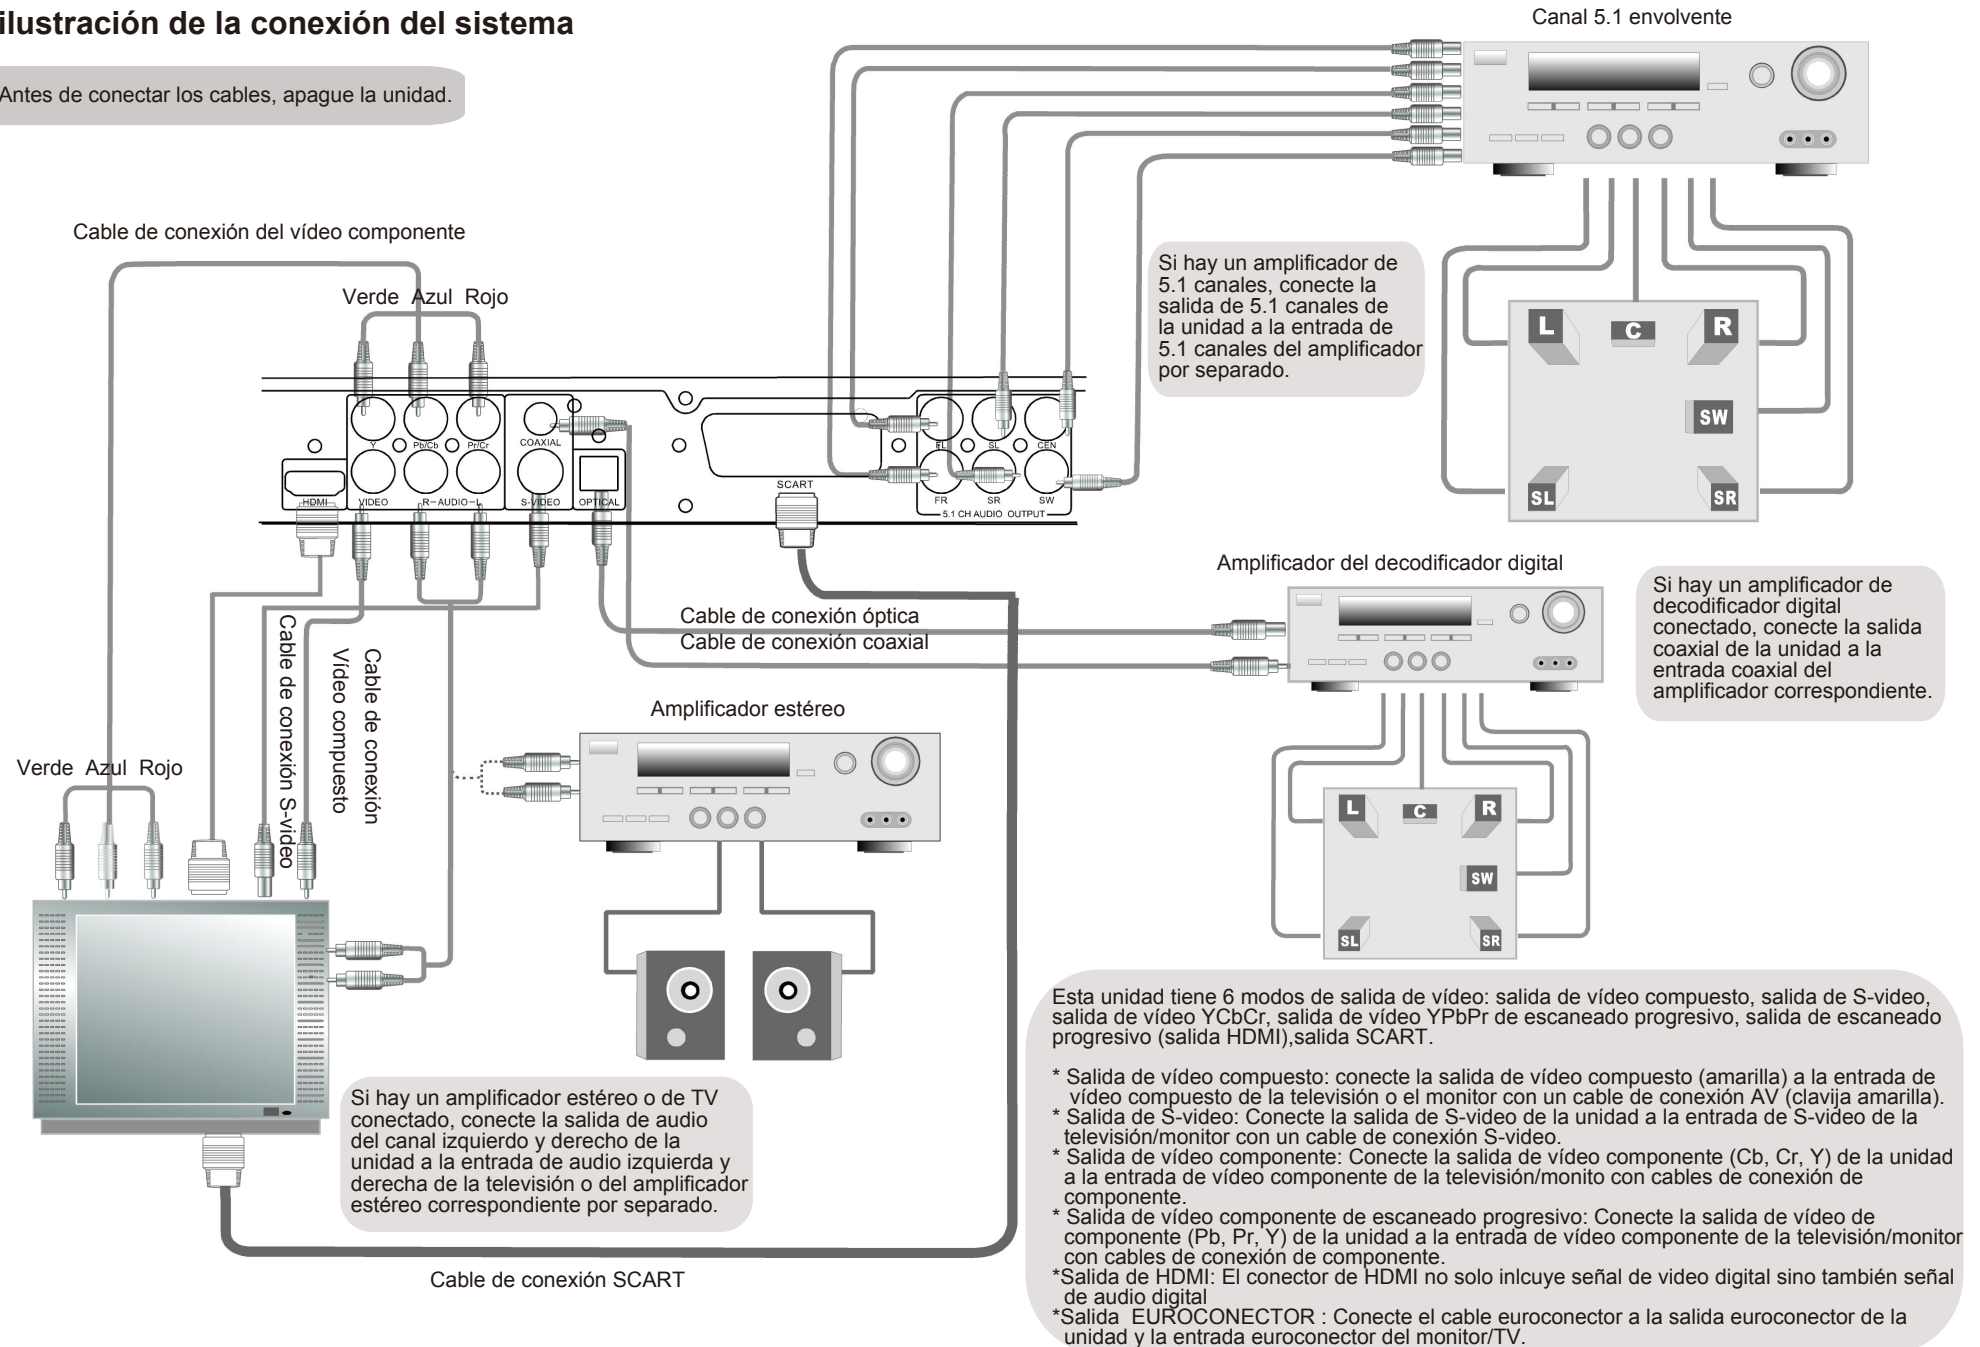 ilustración de la conexión del sistema
Canal 5.1 envolvente
Antes de conectar los cables, apague la unidad.
Cable de conexión del vídeo componente
Verde Azul Rojo
Si hay un amplificador de
5.1 canales, conecte la
salida de 5.1 canales de
la unidad a la entrada de
5.1 canales del amplificador
por separado.
L
C
R
SW
SL
SR
Y
Pb/Cb
Pr/Cr
COAXIAL
FL
SL
CEN
HDMI
VIDEO
R-AUDIO-L
S-VIDEO
OPTICAL
SCART
FR
SR
SW
5.1 CH AUDIO OUTPUT
Amplificador del decodificador digital
Si hay un amplificador de
decodificador digital
conectado, conecte la salida
coaxial de la unidad a la
entrada coaxial del
amplificador correspondiente.
Cable de conexión óptica
Cable de conexión coaxial
Cable de conexión S-video
Cable de conexión
Vídeo compuesto
Amplificador estéreo
Verde Azul Rojo
L
C
R
SW
SL
SR
Si hay un amplificador estéreo o de TV
conectado, conecte la salida de audio
del canal izquierdo y derecho de la
unidad a la entrada de audio izquierda y
derecha de la televisión o del amplificador
estéreo correspondiente por separado.
Cable de conexión SCART
Esta unidad tiene 6 modos de salida de vídeo: salida de vídeo compuesto, salida de S-video,
salida de vídeo YCbCr, salida de vídeo YPbPr de escaneado progresivo, salida de escaneado
progresivo (salida HDMI),salida SCART.
* Salida de vídeo compuesto: conecte la salida de vídeo compuesto (amarilla) a la entrada de
vídeo compuesto de la televisión o el monitor con un cable de conexión AV (clavija amarilla).
* Salida de S-video: Conecte la salida de S-video de la unidad a la entrada de S-video de la
televisión/monitor con un cable de conexión S-video.
* Salida de vídeo componente: Conecte la salida de vídeo componente (Cb, Cr, Y) de la unidad
a la entrada de vídeo componente de la televisión/monito con cables de conexión de
componente.
* Salida de vídeo componente de escaneado progresivo: Conecte la salida de vídeo de
componente (Pb, Pr, Y) de la unidad a la entrada de vídeo componente de la televisión/monitor
con cables de conexión de componente.
*Salida de HDMI: El conector de HDMI no solo inlcuye señal de video digital sino también señal
de audio digital
*Salida EUROCONECTOR : Conecte el cable euroconector a la salida euroconector de la
unidad y la entrada euroconector del monitor/TV.